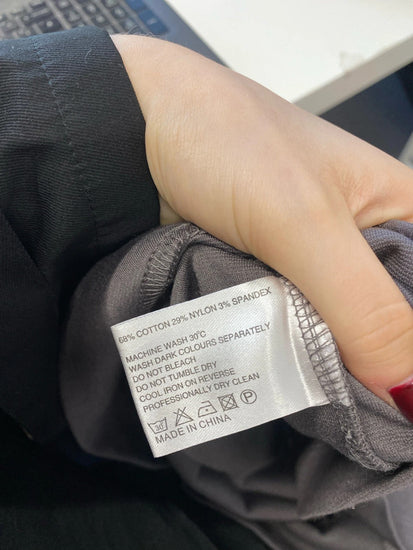 68% COTTON 29% NYLON 3% SPANDEX
MACHINE WASH 30°C
WASH DARK COLOURS SEPARATELY
DO NOT BLEACH
DO NOT TUMBLE DRY
COOL IRON ON REVERSE
PROFESSIONALLY DRY CLEAN
30 P
MADE IN CHINA